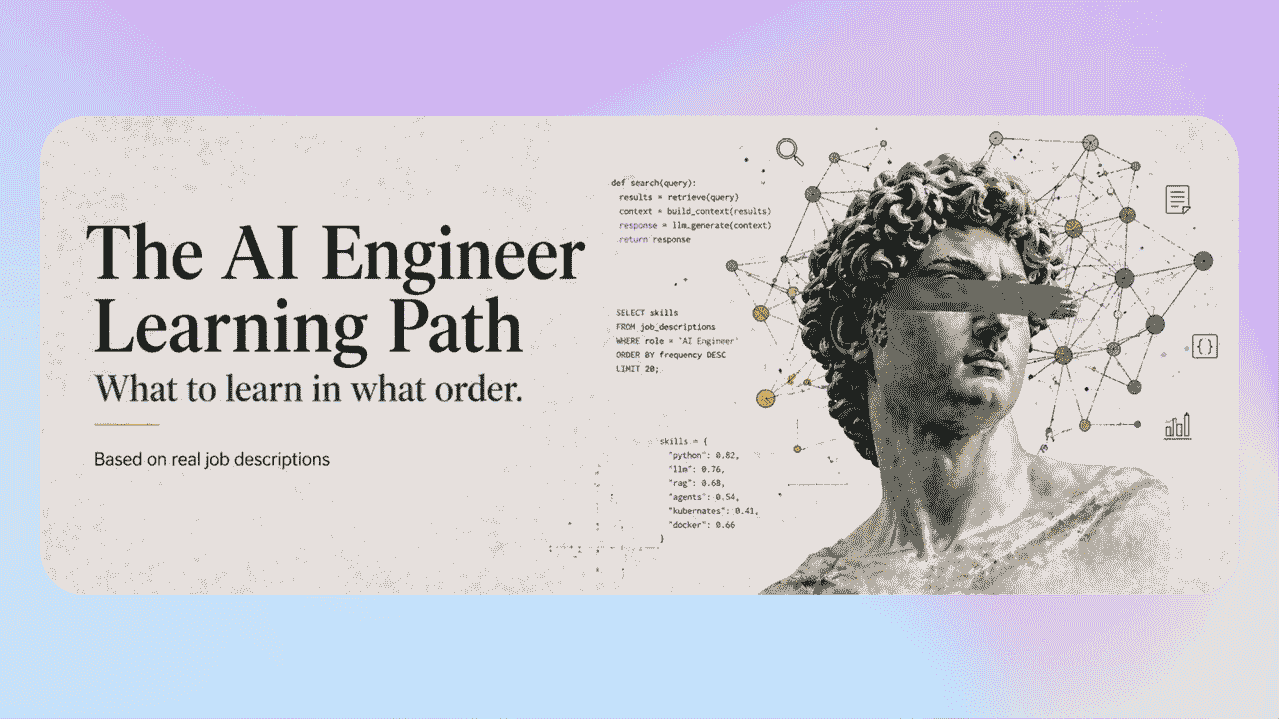 The AI Engineer
Learning Path
What to learn in what order.
Based on real job descriptions
def search(query):
results = retrieve(query)
context = build_context(results)
response = llm_generate(context)
return response
SELECT skills
FROM job_descriptions
WHERE role = 'AI Engineer'
ORDER BY frequency DESC
LIMIT 20;
skills = {
"python": 0.82,
"llm": 0.76,
"rag": 0.68,
"agents": 0.54,
"kubernates": 0.41,
"docker": 0.66
}
{}